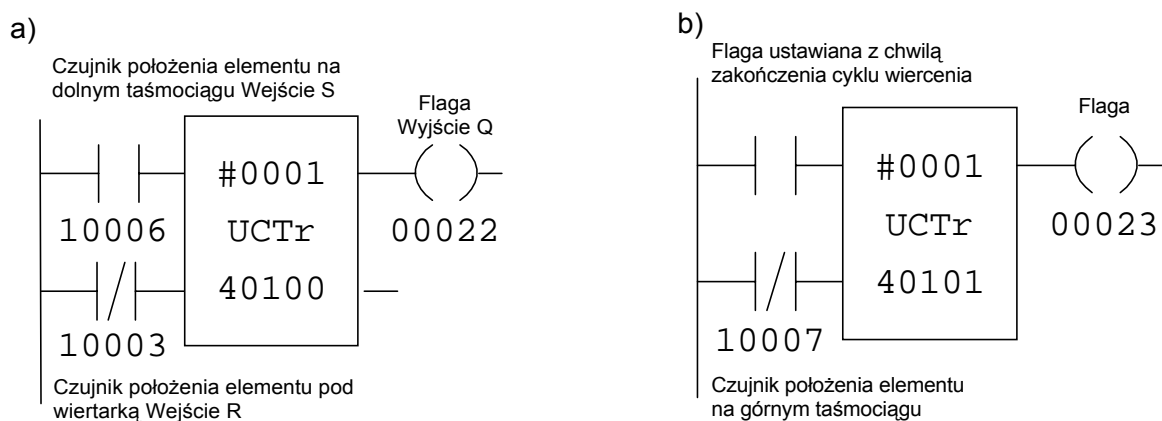 a)
Czujnik położenia elementu na
dolnym taśmociągu Wejście S
Flaga
Wyjście Q
#0001
10006
UCTr
00022
40100
10003
Czujnik położenia elementu pod
wiertarką Wejście R
b)
Flaga ustawiana z chwilą
zakończenia cyklu wiercenia
Flaga
#0001
UCTr
00023
40101
10007
Czujnik położenia elementu
na górnym taśmociągu